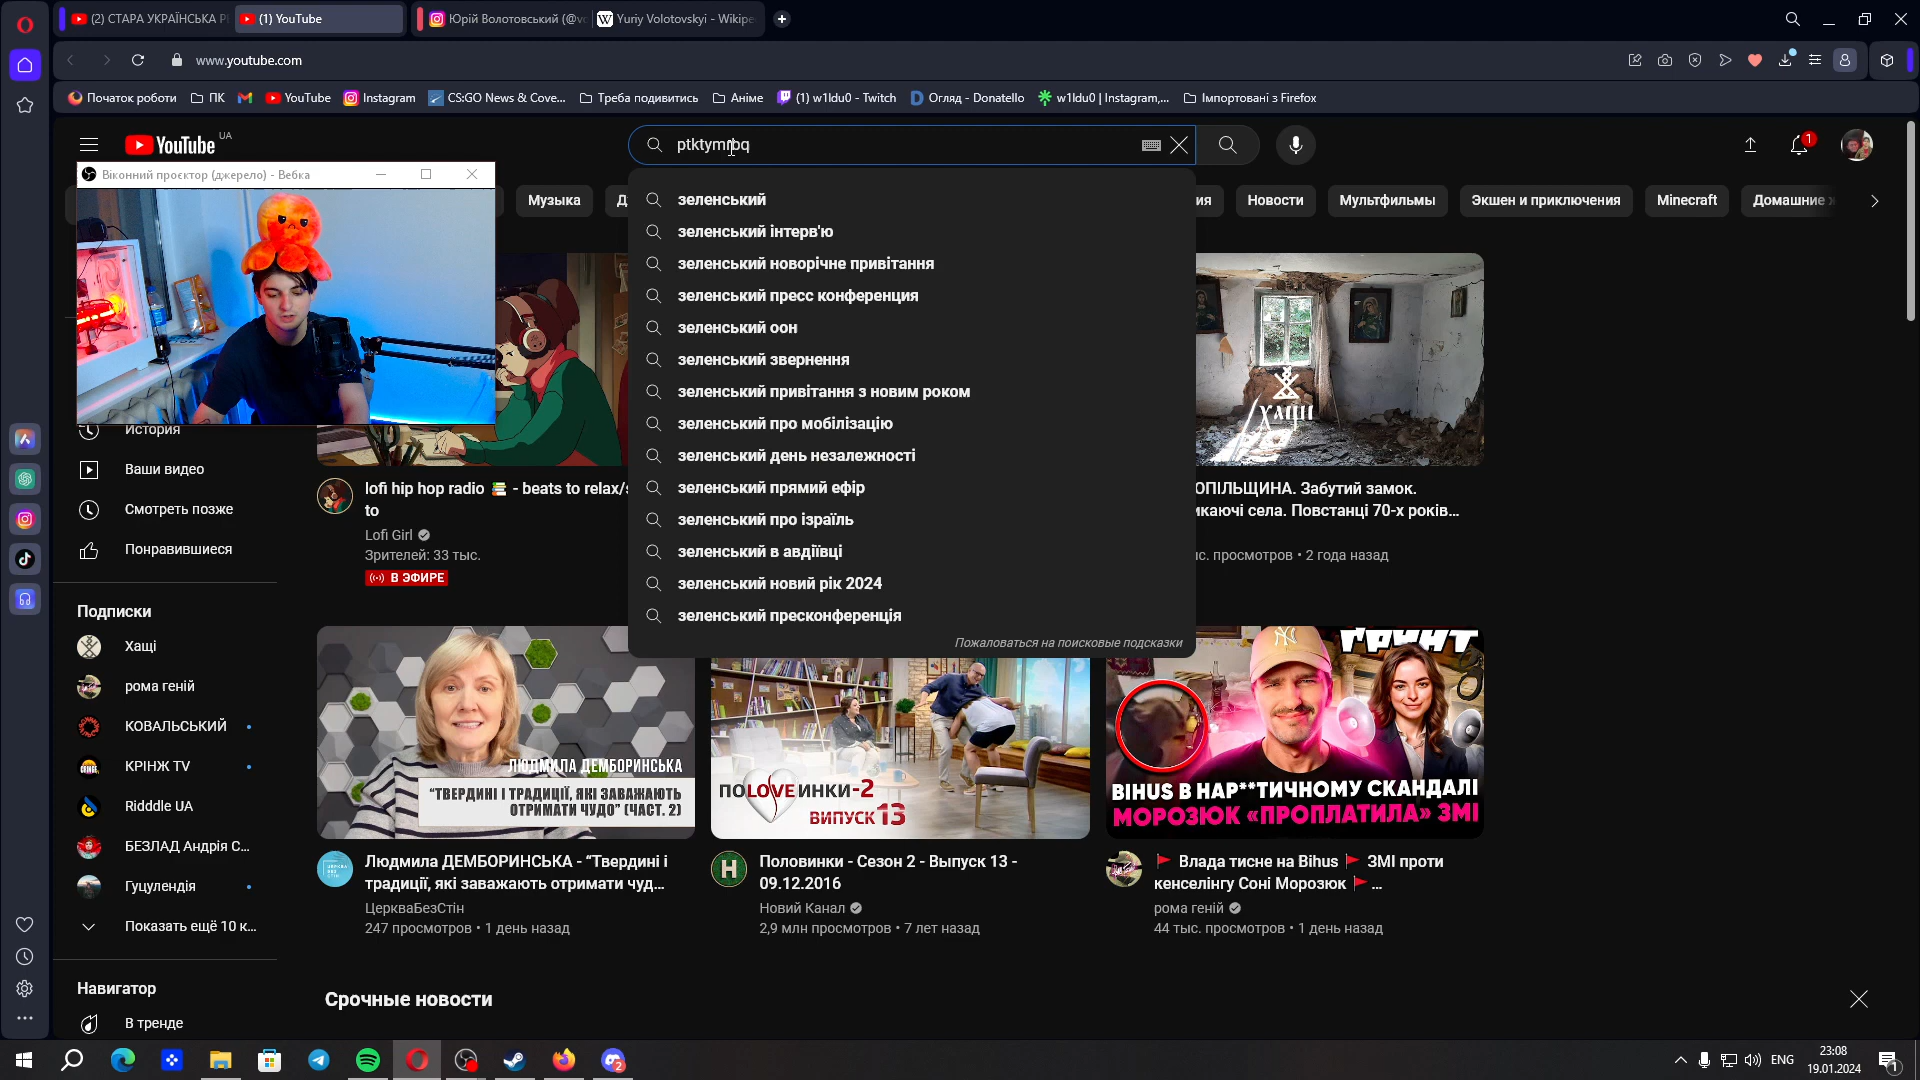 (2) СТАРА УКРАЇНСЬКА Р
(1) YouTube
Юрій Волотовський (@v
Yuriy Volotovskyi - Wikipe
www.youtube.com
Початок роботи
ПК
YouTube
Instagram
CS:GO News & Cove...
Треба подивитись
Аніме
(1) w1ldu0 - Twitch
Огляд - Donatello
w1ldu0 | Instagram,...
Імпортовані з Firefox
YouTube UA
ptktymrbq
1
Віконний проєктор (джерело) - Вебка
Музыка
Новости
Мультфильмы
Экшен и приключения
Minecraft
Домашние
зеленський
зеленський інтерв'ю
зеленський новорічне привітання
зеленський пресс конференция
зеленський оон
зеленський звернення
зеленський привітання з новим роком
зеленський про мобілізацію
зеленський день незалежності
зеленський прямий ефір
зеленський про ізраїль
зеленський в авдіївці
зеленський новий рік 2024
зеленський пресконференція
Пожаловаться на поисковые подсказки
История
Ваши видео
Смотреть позже
Понравившиеся
Подписки
Хащі
рома геній
КОВАЛЬСЬКИЙ
КРІНЖ TV
Ridddle UA
БЕЗЛАД Андрія С...
Гуцулендія
Показать ещё 10 к...
Навигатор
В тренде
lofi hip hop radio - beats to relax/s
to
Lofi Girl
Зрителей: 33 тыс.
В ЭФИРЕ
ХАЩІ
ОПІЛЬЩИНА. Забутий замок.
икаючі села. Повстанці 70-х років...
с. просмотров • 2 года назад
ЛЮДМИЛА ДЕМБОРИНСЬКА
“ТВЕРДИНІ І ТРАДИЦІЇ, ЯКІ ЗАВАЖАЮТЬ
ОТРИМАТИ ЧУДО” (ЧАСТ. 2)
Людмила ДЕМБОРИНСЬКА - “Твердині і
традиції, які заважають отримати чуд...
ЦеркваБезСтін
247 просмотров • 1 день назад
ПОLOVEИНКИ-2
ВИПУСК 13
Половинки - Сезон 2 - Выпуск 13 -
09.12.2016
Новий Канал
2,9 млн просмотров • 7 лет назад
ҐРУНТ
BIHUS В НАР**ТИЧНОМУ СКАНДАЛІ
МОРОЗЮК «ПРОПЛАТИЛА» ЗМІ
Влада тисне на Bihus ЗМІ проти
кенселінгу Соні Морозюк ...
рома геній
44 тыс. просмотров • 1 день назад
Срочные новости
2
ENG
23:08
19.01.2024
1